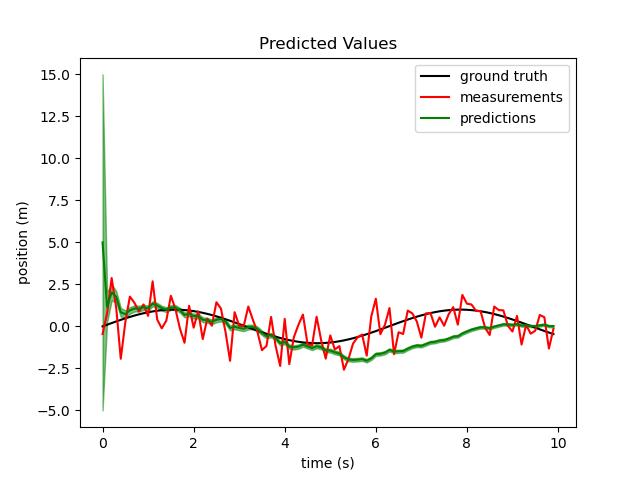 Predicted Values
ground truth
measurements
predictions
15.0
12.5
10.0
7.5
5.0
2.5
0.0
−2.5
−5.0
position (m)
0 2 4 6 8 10
time (s)